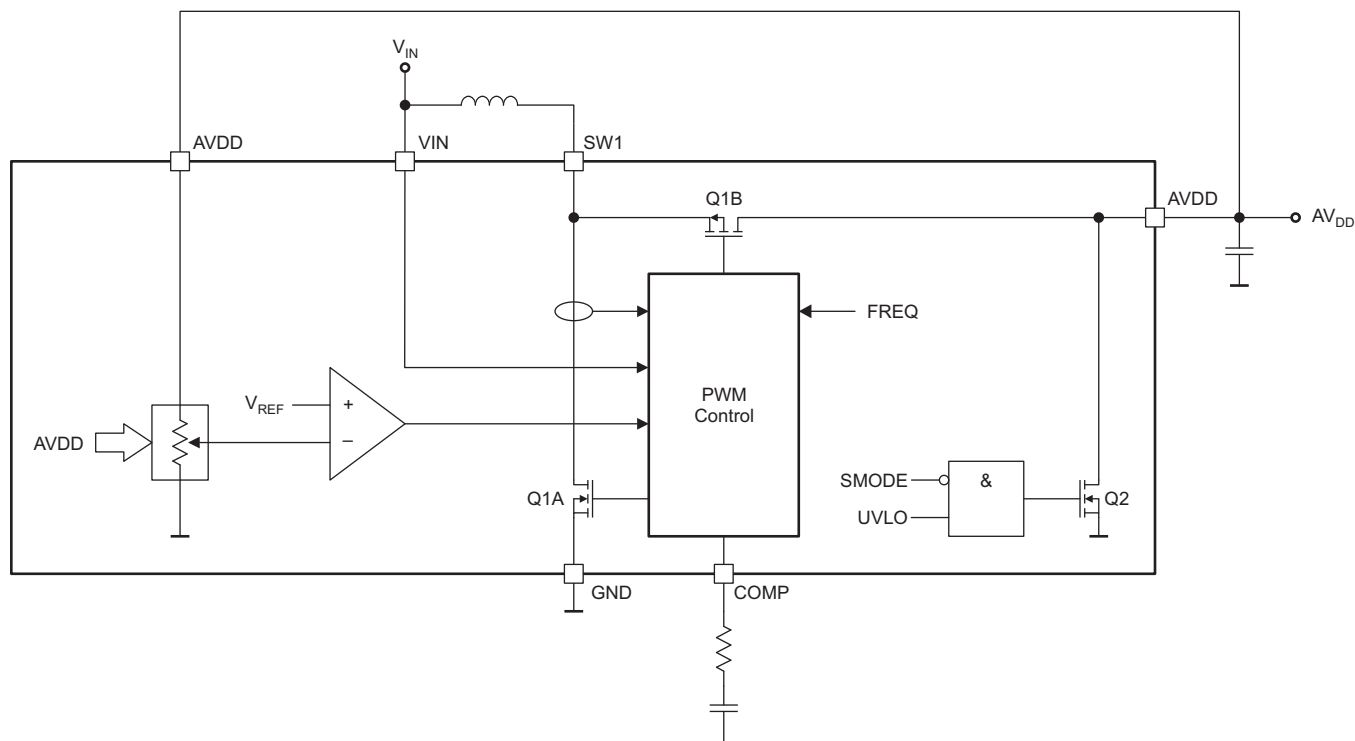 V_IN
AVDD
VIN
SW1
Q1B
AVDD
AV_DD
FREQ
PWM
Control
V_REF
+
−
AVDD
SMODE
&
Q1A
Q2
UVLO
GND
COMP